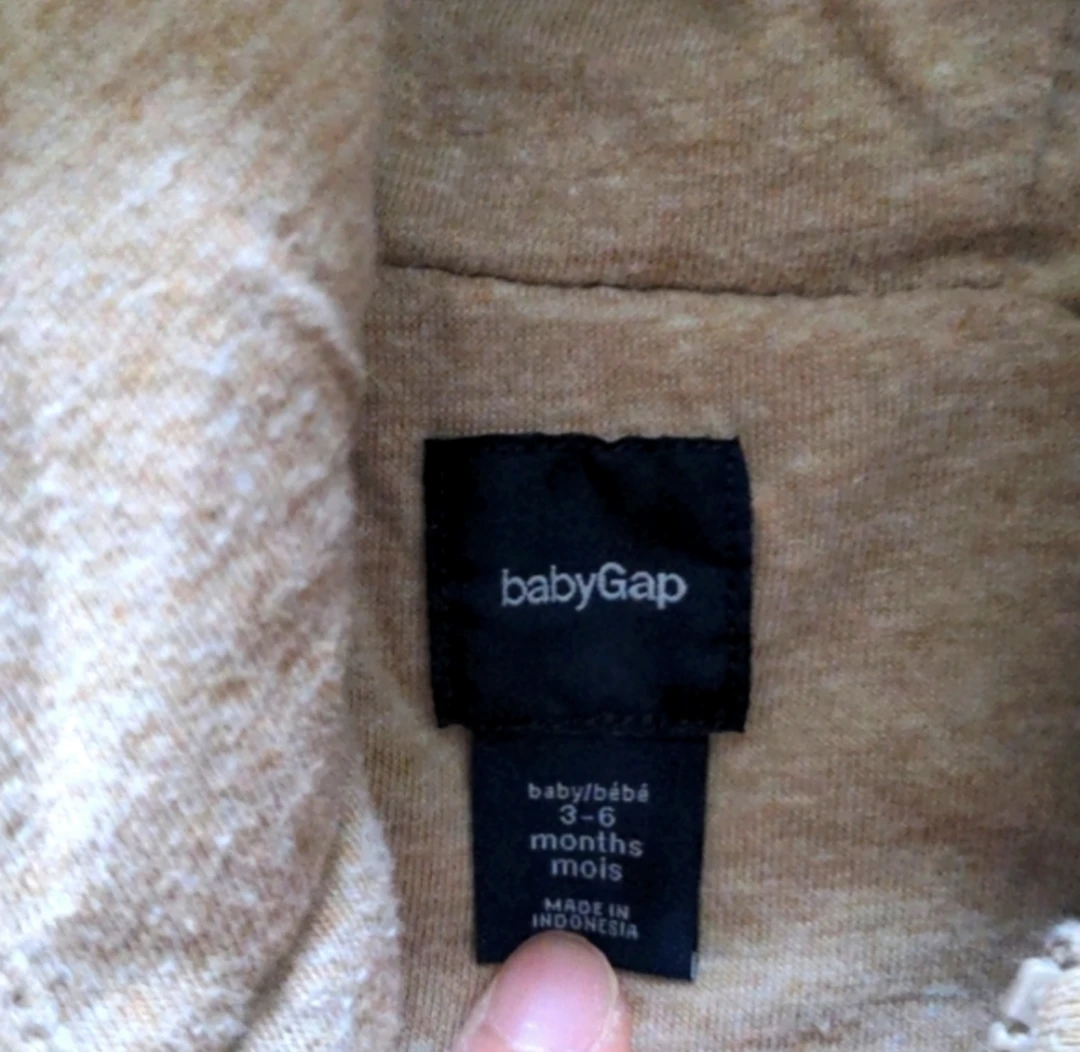 babyGap
baby/bébé
3-6
months
mois
MADE IN
INDONESIA